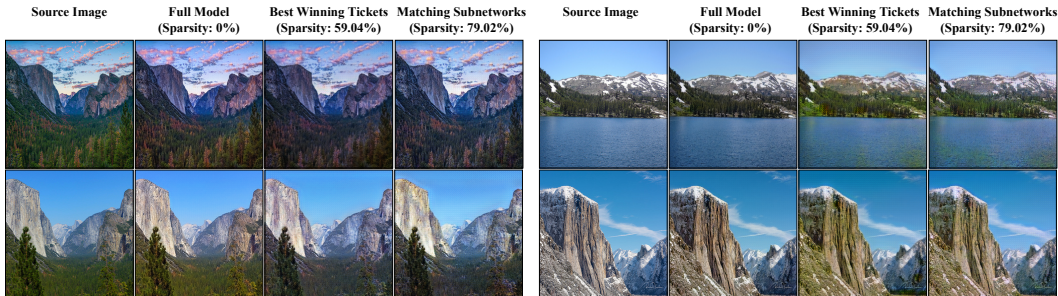 Source Image
Full Model
(Sparsity: 0%)
Best Winning Tickets
(Sparsity: 59.04%)
Matching Subnetworks
(Sparsity: 79.02%)
Source Image
Full Model
(Sparsity: 0%)
Best Winning Tickets
(Sparsity: 59.04%)
Matching Subnetworks
(Sparsity: 79.02%)